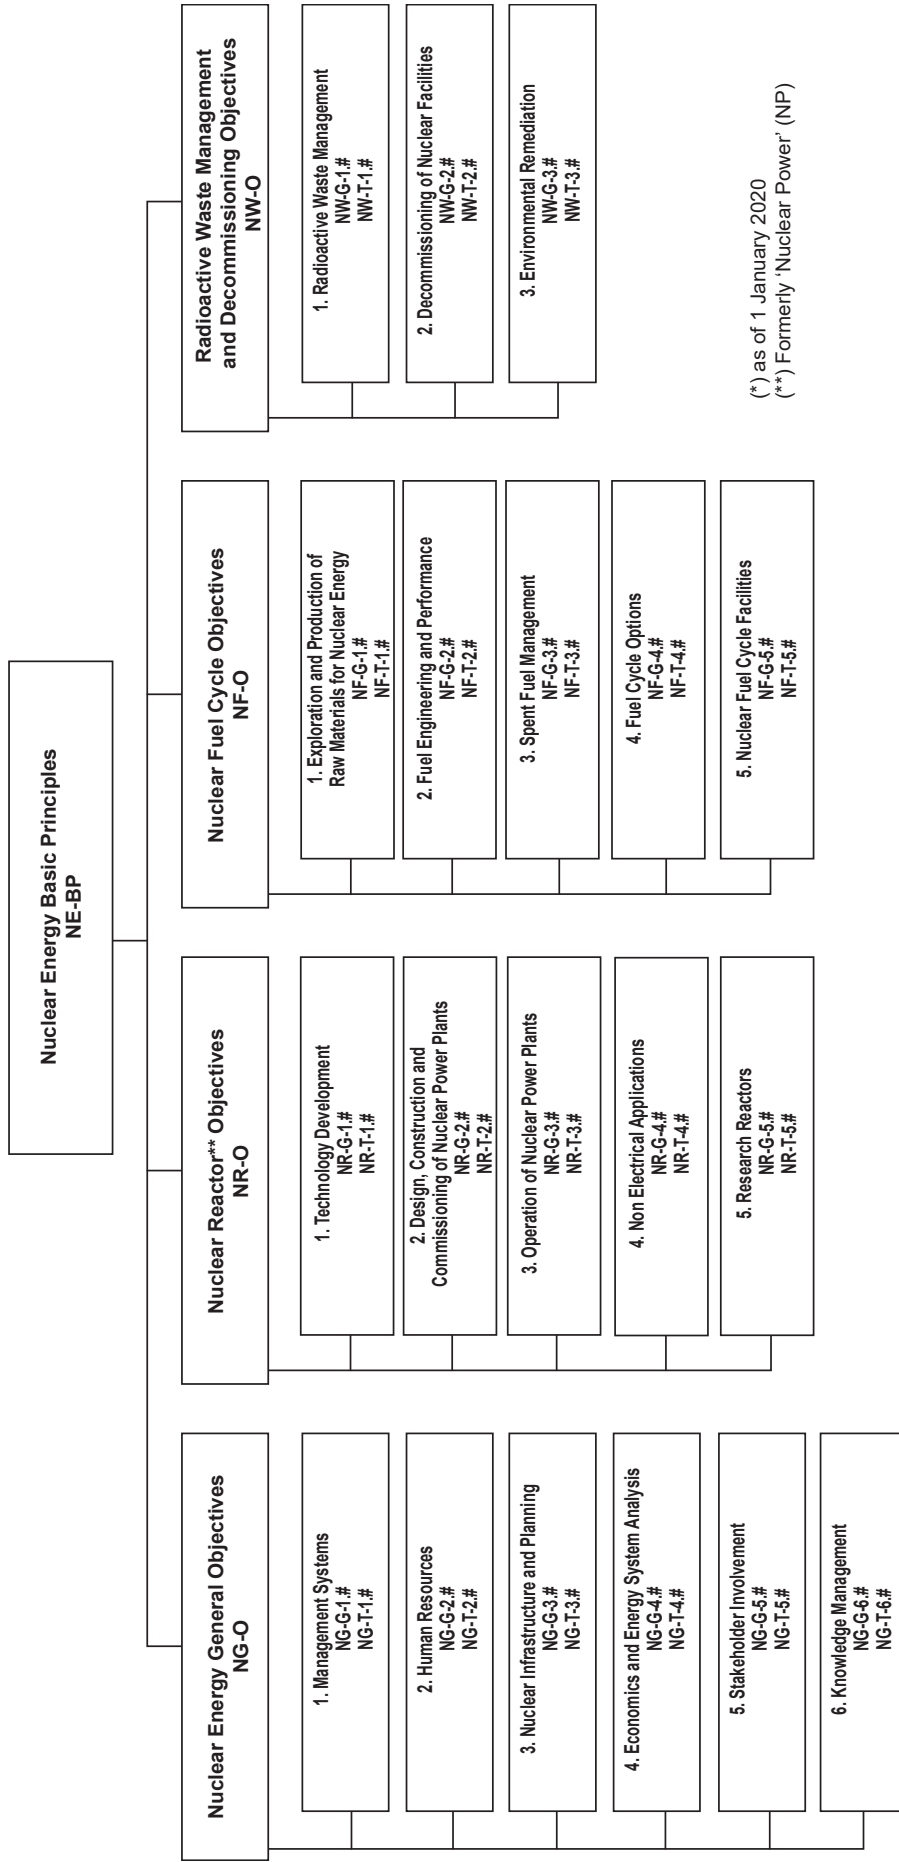 Nuclear Energy Basic Principles
NE-BP
Nuclear Energy General Objectives
NG-O
1. Management Systems
NG-G-1.#
NG-T-1.#
2. Human Resources
NG-G-2.#
NG-T-2.#
3. Nuclear Infrastructure and Planning
NG-G-3.#
NG-T-3.#
4. Economics and Energy System Analysis
NG-G-4.#
NG-T-4.#
5. Stakeholder Involvement
NG-G-5.#
NG-T-5.#
6. Knowledge Management
NG-G-6.#
NG-T-6.#
Nuclear Reactor** Objectives
NR-O
1. Technology Development
NR-G-1.#
NR-T-1.#
2. Design, Construction and
Commissioning of Nuclear Power Plants
NR-G-2.#
NR-T-2.#
3. Operation of Nuclear Power Plants
NR-G-3.#
NR-T-3.#
4. Non Electrical Applications
NR-G-4.#
NR-T-4.#
5. Research Reactors
NR-G-5.#
NR-T-5.#
Nuclear Fuel Cycle Objectives
NF-O
1. Exploration and Production of
Raw Materials for Nuclear Energy
NF-G-1.#
NF-T-1.#
2. Fuel Engineering and Performance
NF-G-2.#
NF-T-2.#
3. Spent Fuel Management
NF-G-3.#
NF-T-3.#
4. Fuel Cycle Options
NF-G-4.#
NF-T-4.#
5. Nuclear Fuel Cycle Facilities
NF-G-5.#
NF-T-5.#
Radioactive Waste Management
and Decommissioning Objectives
NW-O
1. Radioactive Waste Management
NW-G-1.#
NW-T-1.#
2. Decommissioning of Nuclear Facilities
NW-G-2.#
NW-T-2.#
3. Environmental Remediation
NW-G-3.#
NW-T-3.#
(*) as of 1 January 2020
(**) Formerly ‘Nuclear Power’ (NP)